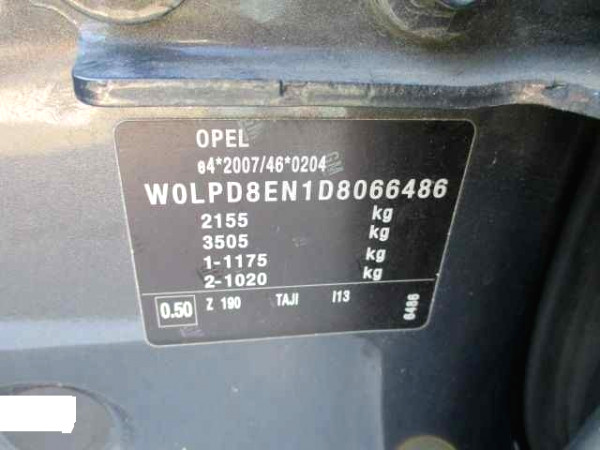 OPEL
e4*2007/46*0204
W0LPD8EN1D8066486
2155 kg
3505 kg
1-1175 kg
2-1020 kg
0.50 Z 190 TAJI I13 6486